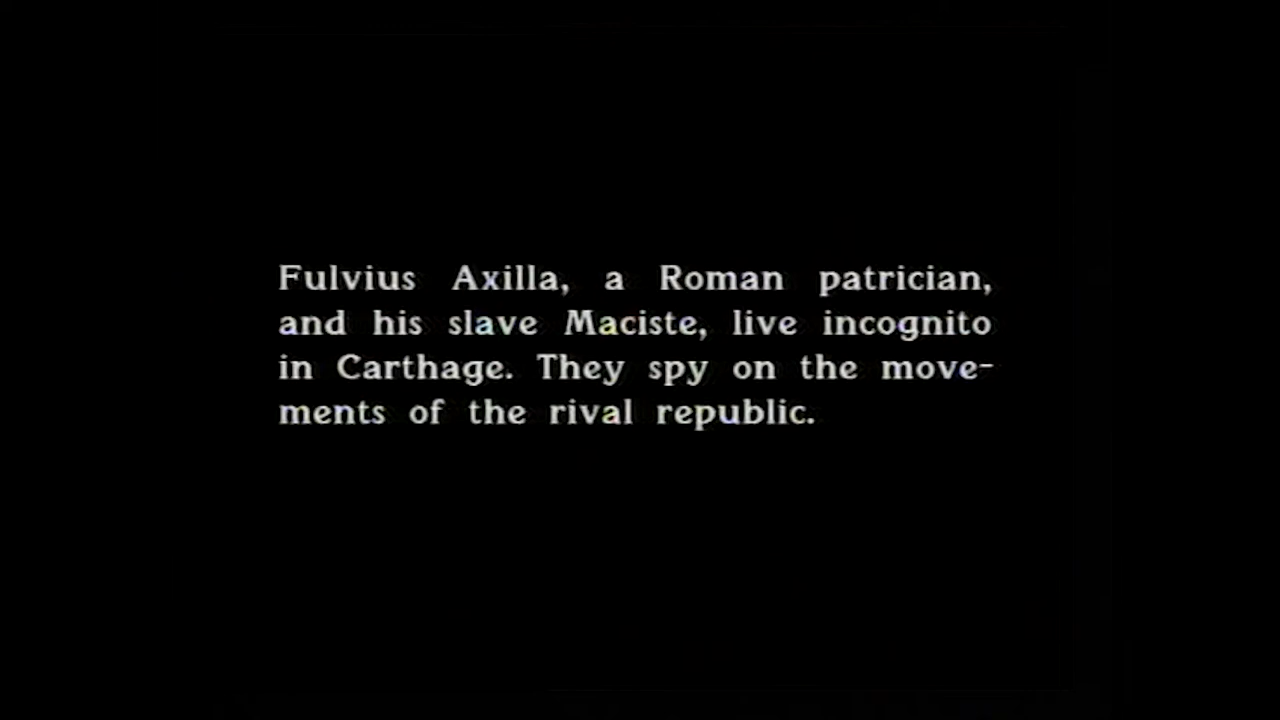 Fulvius Axilla, a Roman patrician,
and his slave Maciste, live incognito
in Carthage. They spy on the move-
ments of the rival republic.